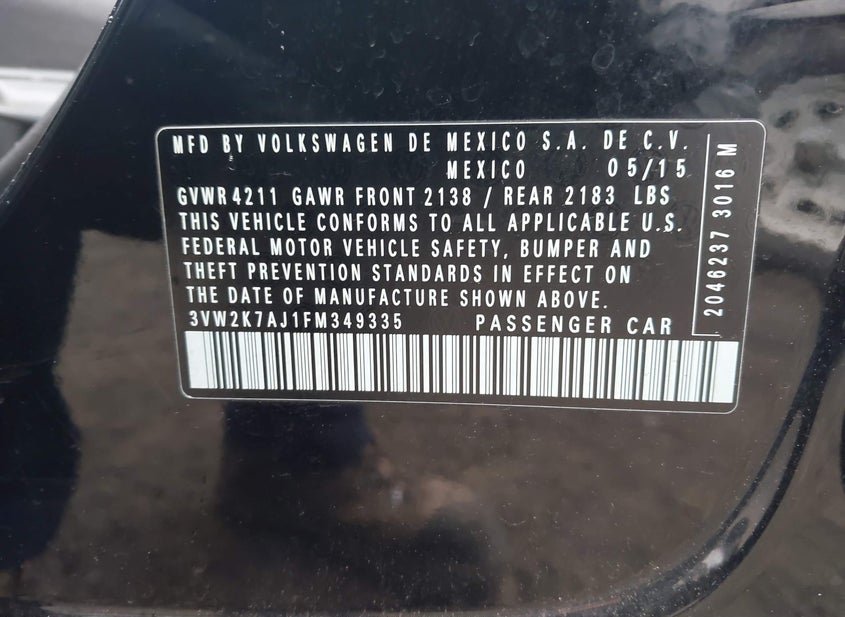 MFD BY VOLKSWAGEN DE MEXICO S.A. DE C.V.
MEXICO 05/15
GVWR 4211 GAWR FRONT 2138 / REAR 2183 LBS
THIS VEHICLE CONFORMS TO ALL APPLICABLE U.S.
FEDERAL MOTOR VEHICLE SAFETY, BUMPER AND
THEFT PREVENTION STANDARDS IN EFFECT ON
THE DATE OF MANUFACTURE SHOWN ABOVE.
3VW2K7AJ1FM349335 PASSENGER CAR
2046237 3016 M